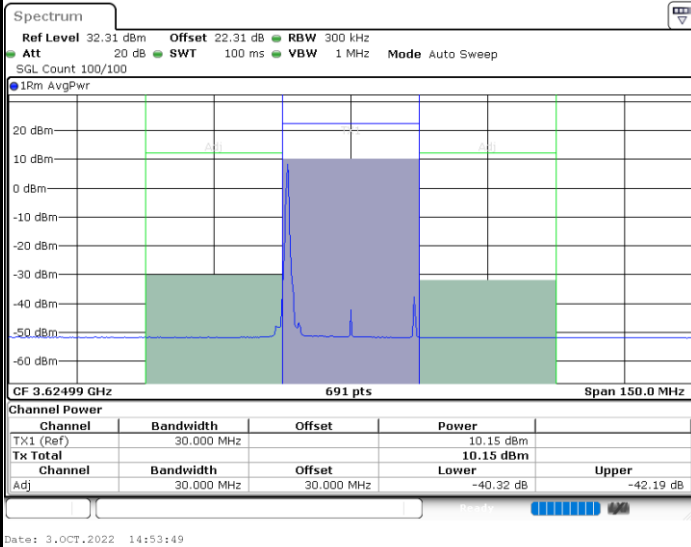 Spectrum
Ref Level 32.31 dBm Offset 22.31 dB RBW 300 kHz
Att 20 dB SWT 100 ms VBW 1 MHz Mode Auto Sweep
SGL Count 100/100
1Rm AvgPwr
20 dBm
Adj Adj
10 dBm
0 dBm
-10 dBm
-20 dBm
-30 dBm
-40 dBm
-50 dBm
-60 dBm
CF 3.62499 GHz 691 pts Span 150.0 MHz
Channel Power
Channel Bandwidth Offset Power
TX1 (Ref) 30.000 MHz 10.15 dBm
Tx Total 10.15 dBm
Channel Bandwidth Offset Lower Upper
Adj 30.000 MHz 30.000 MHz -40.32 dB -42.19 dB
Ready
Date: 3.OCT.2022 14:53:49